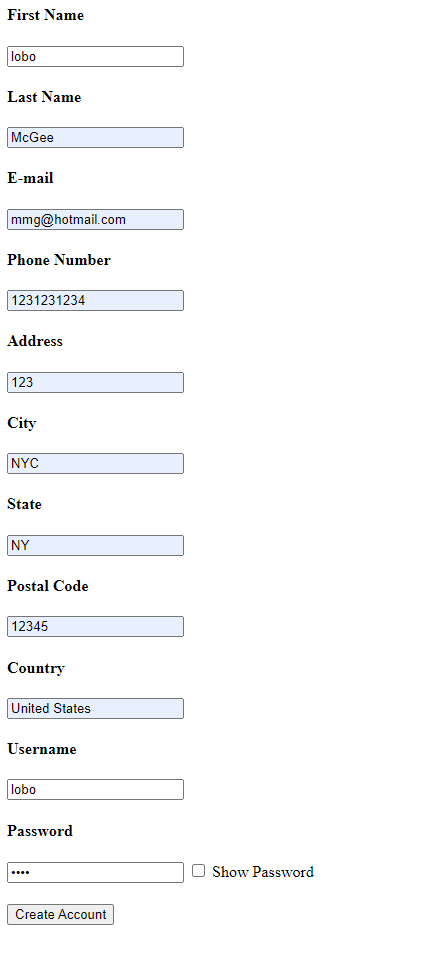 First Name
lobo
Last Name
McGee
E-mail
mmg@hotmail.com
Phone Number
1231231234
Address
123
City
NYC
State
NY
Postal Code
12345
Country
United States
Username
lobo
Password
•••• Show Password
Create Account